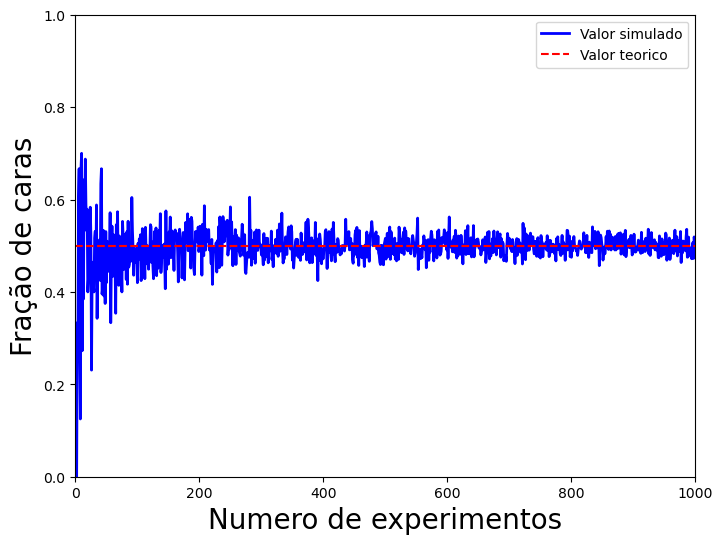 1.0
Valor simulado
Valor teorico
0.8
0.6
0.4
0.2
0.0
Fração de caras
0 200 400 600 800 1000
Numero de experimentos